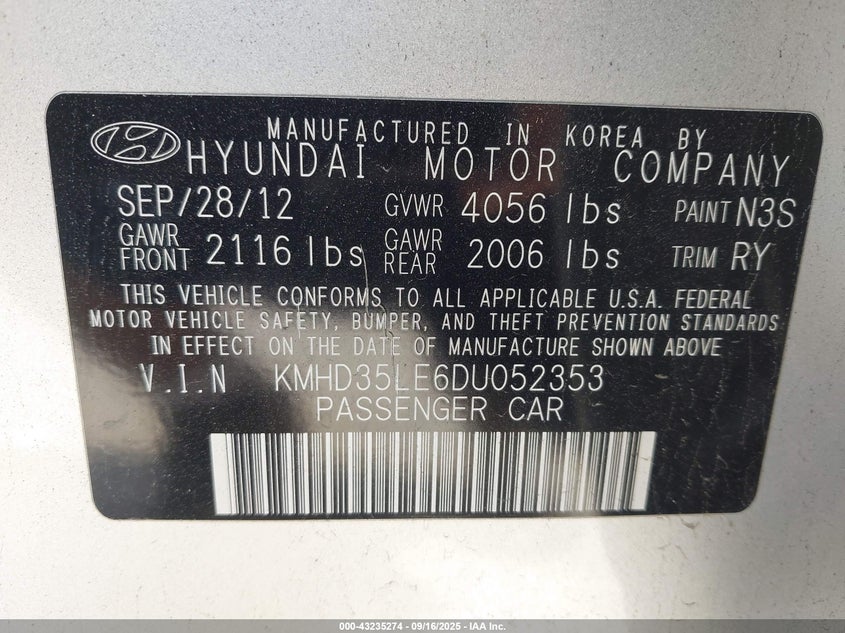 MANUFACTURED IN KOREA BY
HYUNDAI MOTOR COMPANY
SEP/28/12 GVWR 4056 lbs PAINT N3S
GAWR FRONT 2116 lbs GAWR REAR 2006 lbs TRIM RY
THIS VEHICLE CONFORMS TO ALL APPLICABLE U.S.A. FEDERAL
MOTOR VEHICLE SAFETY, BUMPER, AND THEFT PREVENTION STANDARDS
IN EFFECT ON THE DATE OF MANUFACTURE SHOWN ABOVE
V.I.N KMHD35LE6DU052353
PASSENGER CAR
000-43235274 - 09/16/2025 - IAA Inc.